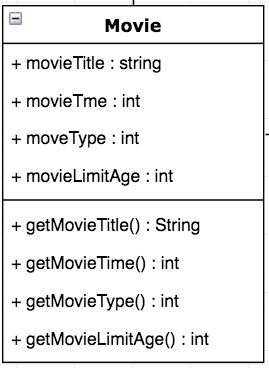 Movie
+ movieTitle : string
+ movieTme : int
+ moveType : int
+ movieLimitAge : int
+ getMovieTitle() : String
+ getMovieTime() : int
+ getMovieType() : int
+ getMovieLimitAge() : int